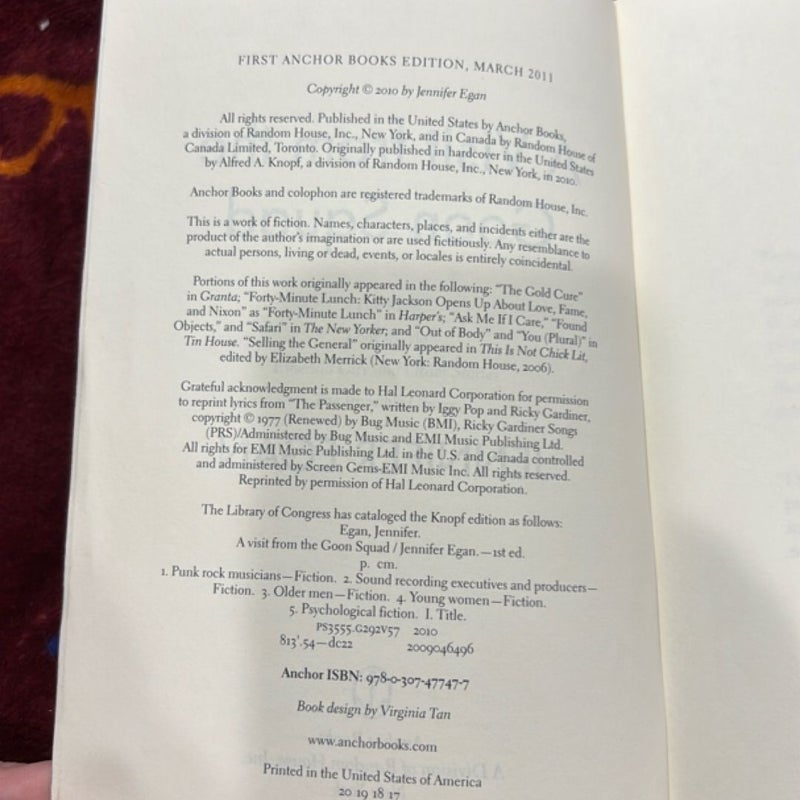 FIRST ANCHOR BOOKS EDITION, MARCH 2011
Copyright © 2010 by Jennifer Egan
All rights reserved. Published in the United States by Anchor Books,
a division of Random House, Inc., New York, and in Canada by Random House of
Canada Limited, Toronto. Originally published in hardcover in the United States
by Alfred A. Knopf, a division of Random House, Inc., New York, in 2010.
Anchor Books and colophon are registered trademarks of Random House, Inc.
This is a work of fiction. Names, characters, places, and incidents either are the
product of the author's imagination or are used fictitiously. Any resemblance to
actual persons, living or dead, events, or locales is entirely coincidental.
Portions of this work originally appeared in the following: “The Gold Cure”
in Granta; “Forty-Minute Lunch: Kitty Jackson Opens Up About Love, Fame,
and Nixon” as “Forty-Minute Lunch” in Harper's; “Ask Me If I Care,” “Found
Objects,” and “Safari” in The New Yorker; and “Out of Body” and “You (Plural)” in
Tin House. “Selling the General” originally appeared in This Is Not Chick Lit,
edited by Elizabeth Merrick (New York: Random House, 2006).
Grateful acknowledgment is made to Hal Leonard Corporation for permission
to reprint lyrics from “The Passenger,” written by Iggy Pop and Ricky Gardiner,
copyright © 1977 (Renewed) by Bug Music (BMI), Ricky Gardiner Songs
(PRS)/Administered by Bug Music and EMI Music Publishing Ltd.
All rights for EMI Music Publishing Ltd. in the U.S. and Canada controlled
and administered by Screen Gems-EMI Music Inc. All rights reserved.
Reprinted by permission of Hal Leonard Corporation.
The Library of Congress has cataloged the Knopf edition as follows:
Egan, Jennifer.
A visit from the Goon Squad / Jennifer Egan.—1st ed.
p. cm.
1. Punk rock musicians—Fiction. 2. Sound recording executives and producers—
Fiction. 3. Older men—Fiction. 4. Young women—Fiction.
5. Psychological fiction. I. Title.
PS3555.G292V57 2010
813'.54—dc22 2009046496
Anchor ISBN: 978-0-307-47747-7
Book design by Virginia Tan
www.anchorbooks.com
Printed in the United States of America
20 19 18 17